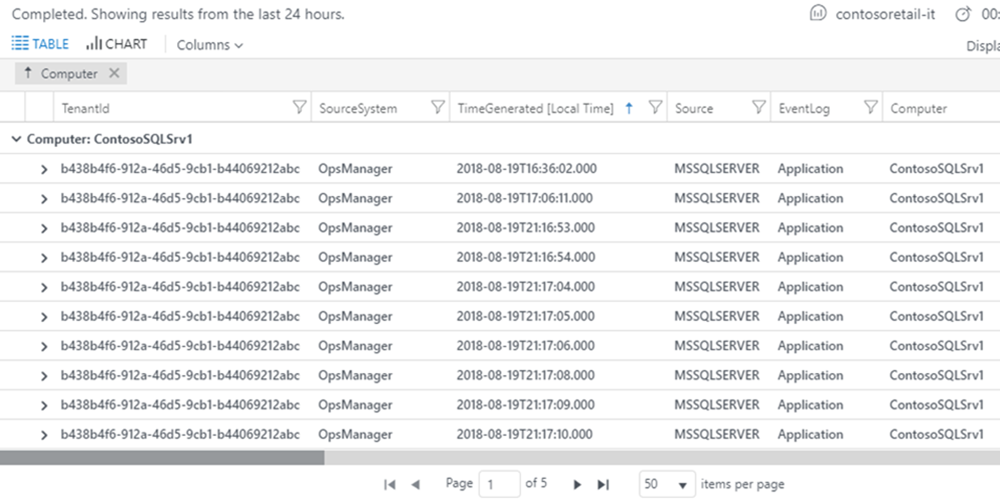 Completed. Showing results from the last 24 hours. contosoretail-it 00:
TABLE CHART Columns Displa
Computer
TenantId SourceSystem TimeGenerated [Local Time] Source EventLog Computer
Computer: ContosoSQLSrv1
b438b4f6-912a-46d5-9cb1-b44069212abc OpsManager 2018-08-19T16:36:02.000 MSSQLSERVER Application ContosoSQLSrv1
b438b4f6-912a-46d5-9cb1-b44069212abc OpsManager 2018-08-19T17:06:11.000 MSSQLSERVER Application ContosoSQLSrv1
b438b4f6-912a-46d5-9cb1-b44069212abc OpsManager 2018-08-19T21:16:53.000 MSSQLSERVER Application ContosoSQLSrv1
b438b4f6-912a-46d5-9cb1-b44069212abc OpsManager 2018-08-19T21:16:54.000 MSSQLSERVER Application ContosoSQLSrv1
b438b4f6-912a-46d5-9cb1-b44069212abc OpsManager 2018-08-19T21:17:04.000 MSSQLSERVER Application ContosoSQLSrv1
b438b4f6-912a-46d5-9cb1-b44069212abc OpsManager 2018-08-19T21:17:05.000 MSSQLSERVER Application ContosoSQLSrv1
b438b4f6-912a-46d5-9cb1-b44069212abc OpsManager 2018-08-19T21:17:06.000 MSSQLSERVER Application ContosoSQLSrv1
b438b4f6-912a-46d5-9cb1-b44069212abc OpsManager 2018-08-19T21:17:08.000 MSSQLSERVER Application ContosoSQLSrv1
b438b4f6-912a-46d5-9cb1-b44069212abc OpsManager 2018-08-19T21:17:09.000 MSSQLSERVER Application ContosoSQLSrv1
b438b4f6-912a-46d5-9cb1-b44069212abc OpsManager 2018-08-19T21:17:10.000 MSSQLSERVER Application ContosoSQLSrv1
Page 1 of 5 50 items per page